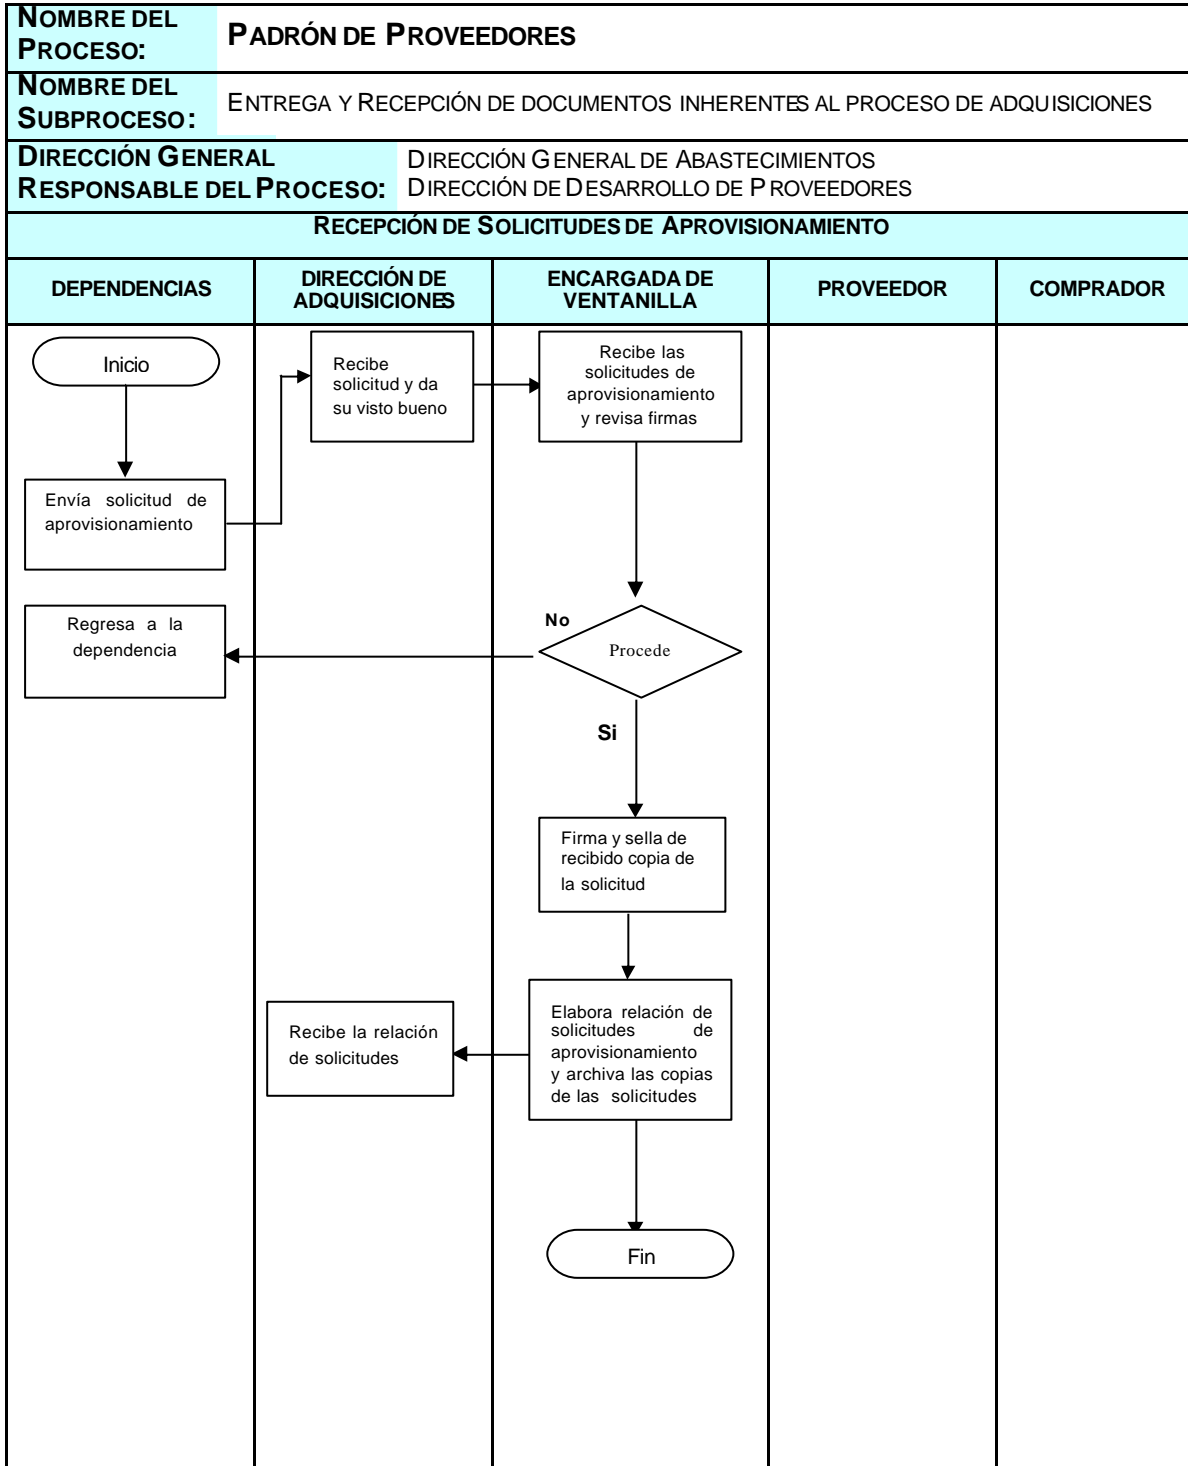 NOMBRE DEL
PROCESO:
PADRÓN DE PROVEEDORES
NOMBRE DEL
SUBPROCESO:
ENTREGA Y RECEPCIÓN DE DOCUMENTOS INHERENTES AL PROCESO DE ADQUISICIONES
DIRECCIÓN GENERAL
RESPONSABLE DEL PROCESO:
DIRECCIÓN GENERAL DE ABASTECIMIENTOS
DIRECCIÓN DE DESARROLLO DE PROVEEDORES
RECEPCIÓN DE SOLICITUDES DE APROVISIONAMIENTO
DEPENDENCIAS
DIRECCIÓN DE
ADQUISICIONES
ENCARGADA DE
VENTANILLA
PROVEEDOR
COMPRADOR
Inicio
Recibe
solicitud y da
su visto bueno
Recibe las
solicitudes de
aprovisionamiento
y revisa firmas
Envía solicitud de
aprovisionamiento
Regresa a la
dependencia
No
Procede
Si
Firma y sella de
recibido copia de
la solicitud
Recibe la relación
de solicitudes
Elabora relación de
solicitudes de
aprovisionamiento
y archiva las copias
de las solicitudes
Fin